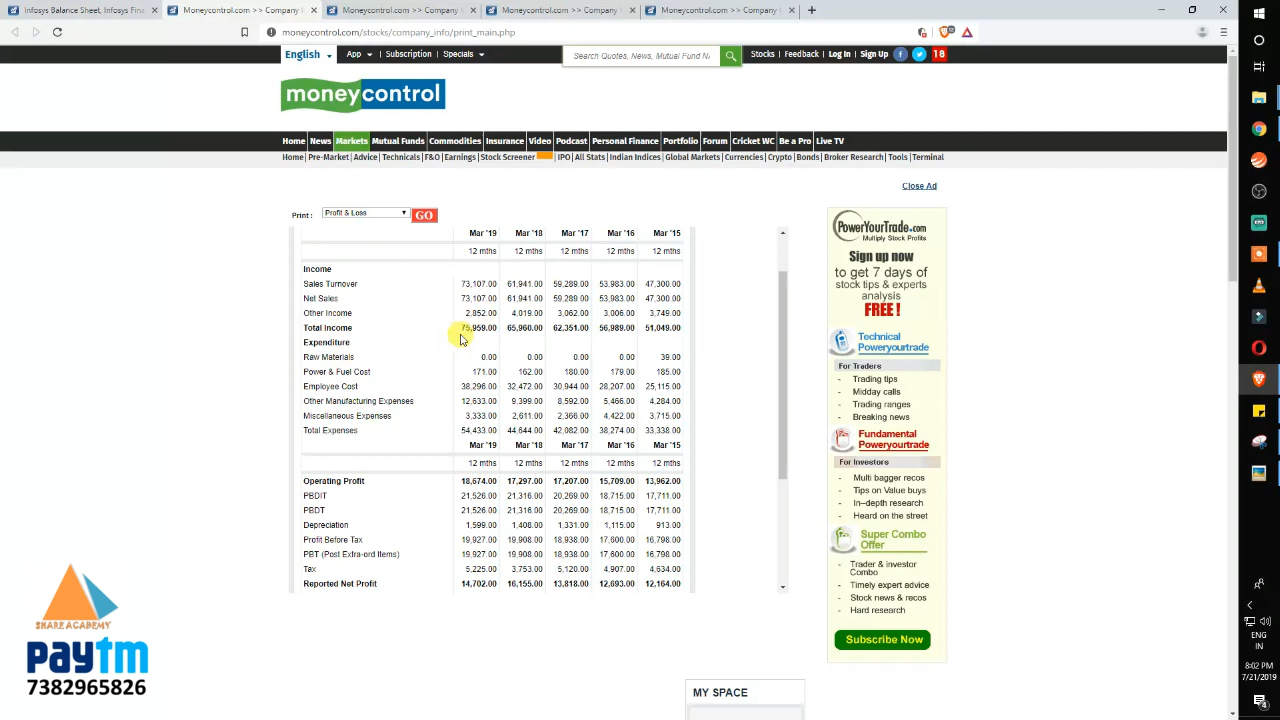 Infosys Balance Sheet, Infosys Fin
Moneycontrol.com >> Company I
Moneycontrol.com >> Company I
Moneycontrol.com >> Company I
Moneycontrol.com >> Company I
moneycontrol.com/stocks/company_info/print_main.php
English App Subscription Specials Search Quotes, News, Mutual Fund N Stocks Feedback Log In Sign Up 18
moneycontrol
Home News Markets Mutual Funds Commodities Insurance Video Podcast Personal Finance Portfolio Forum Cricket WC Be a Pro Live TV
Home | Pre-Market | Advice | Technicals | F&O | Earnings | Stock Screener | IPO | All Stats | Indian Indices | Global Markets | Currencies | Crypto | Bonds | Broker Research | Tools | Terminal
Close Ad
Print : Profit & Loss GO
Mar '19 Mar '18 Mar '17 Mar '16 Mar '15
12 mths 12 mths 12 mths 12 mths 12 mths
Income
Sales Turnover 73,107.00 61,941.00 59,289.00 53,983.00 47,300.00
Net Sales 73,107.00 61,941.00 59,289.00 53,983.00 47,300.00
Other Income 2,852.00 4,019.00 3,062.00 3,006.00 3,749.00
Total Income 75,959.00 65,960.00 62,351.00 56,989.00 51,049.00
Expenditure
Raw Materials 0.00 0.00 0.00 0.00 39.00
Power & Fuel Cost 171.00 162.00 180.00 179.00 185.00
Employee Cost 38,296.00 32,472.00 30,944.00 28,207.00 25,115.00
Other Manufacturing Expenses 12,633.00 9,399.00 8,592.00 5,466.00 4,284.00
Miscellaneous Expenses 3,333.00 2,611.00 2,366.00 4,422.00 3,715.00
Total Expenses 54,433.00 44,644.00 42,082.00 38,274.00 33,338.00
Mar '19 Mar '18 Mar '17 Mar '16 Mar '15
12 mths 12 mths 12 mths 12 mths 12 mths
Operating Profit 18,674.00 17,297.00 17,207.00 15,709.00 13,962.00
PBDIT 21,526.00 21,316.00 20,269.00 18,715.00 17,711.00
PBDT 21,526.00 21,316.00 20,269.00 18,715.00 17,711.00
Depreciation 1,599.00 1,408.00 1,331.00 1,115.00 913.00
Profit Before Tax 19,927.00 19,908.00 18,938.00 17,600.00 16,798.00
PBT (Post Extra-ord Items) 19,927.00 19,908.00 18,938.00 17,600.00 16,798.00
Tax 5,225.00 3,753.00 5,120.00 4,907.00 4,634.00
Reported Net Profit 14,702.00 16,155.00 13,818.00 12,693.00 12,164.00
PowerYourTrade.com
Multiply Stock Profits
Sign up now
to get 7 days of
stock tips & experts
analysis
FREE !
Technical
Poweryourtrade
For Traders
- Trading tips
- Midday calls
- Trading ranges
- Breaking news
Fundamental
Poweryourtrade
For Investors
- Multi bagger recos
- Tips on Value buys
- In-depth research
- Heard on the street
Super Combo
Offer
- Trader & investor
Combo
- Timely expert advice
- Stock news & recos
- Hard research
Subscribe Now
MY SPACE
SHARE ACADEMY
paytm
7382965826
ENG
IN
8:02 PM
7/21/2019